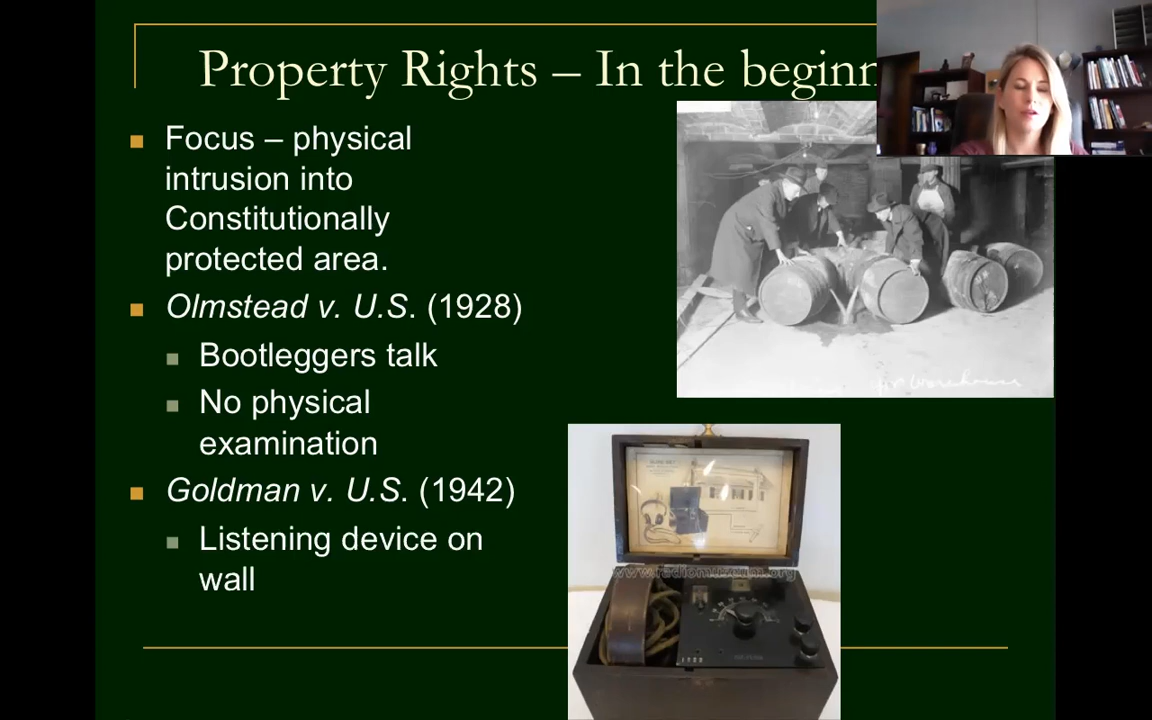 Property Rights – In the beginn
■ Focus – physical
intrusion into
Constitutionally
protected area.
■ Olmstead v. U.S. (1928)
■ Bootleggers talk
■ No physical
examination
■ Goldman v. U.S. (1942)
■ Listening device on
wall
www.radiomuseum.org